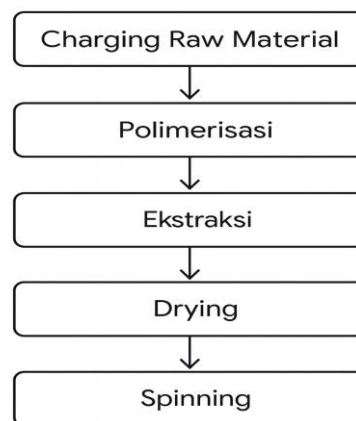 Charging Raw Material
Polimerisasi
Ekstraksi
Drying
Spinning